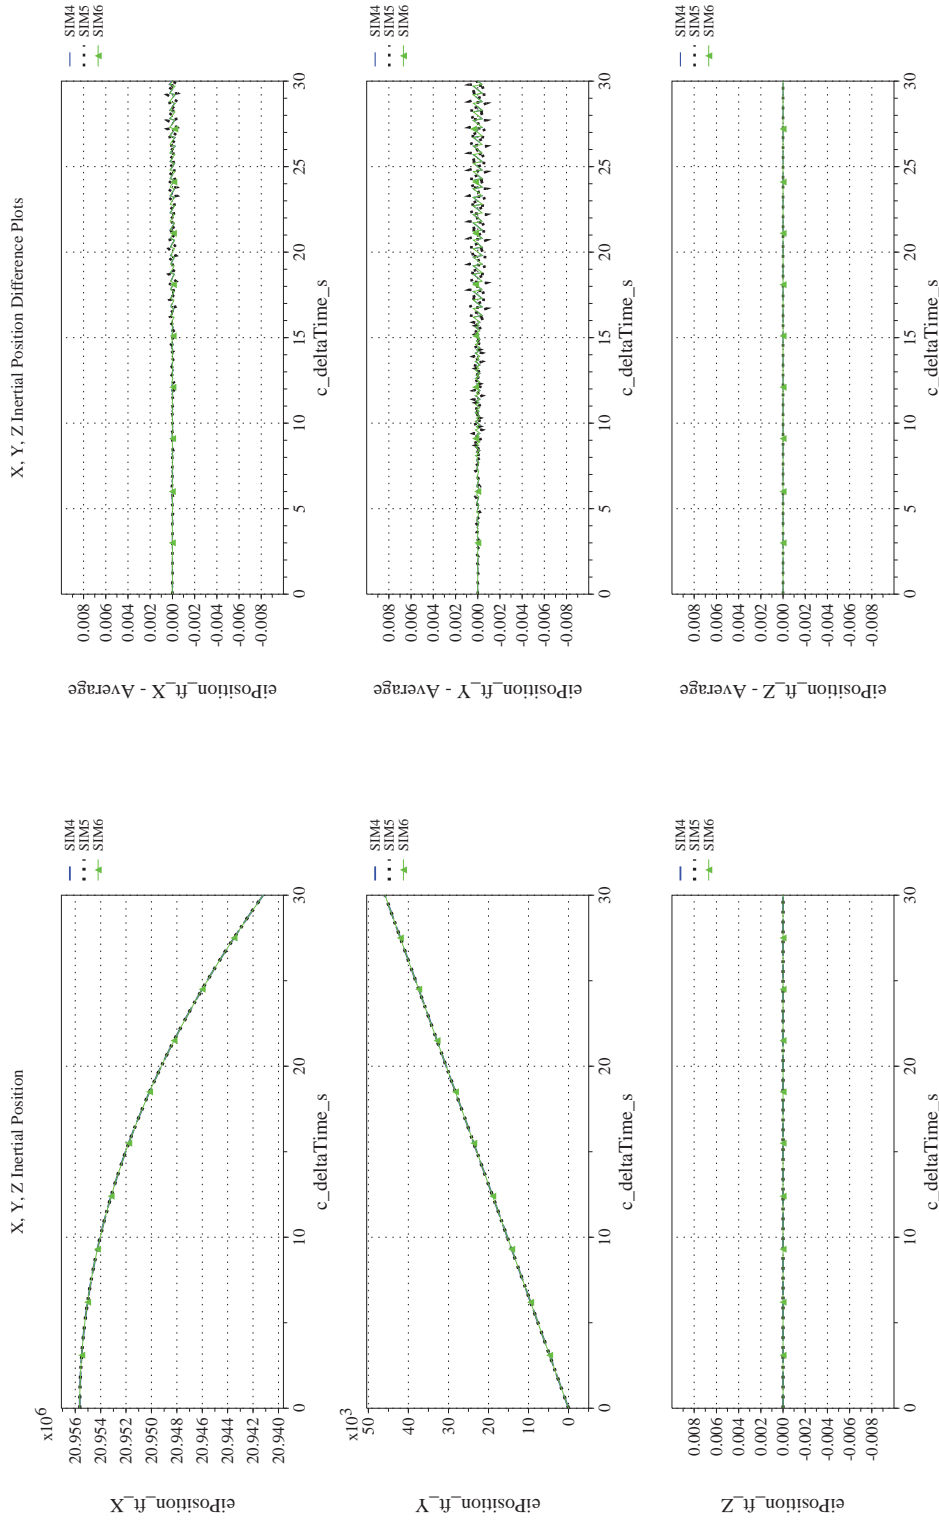 X, Y, Z Inertial Position
x10⁶
20.956
20.954
20.952
20.950
20.948
20.946
20.944
20.942
20.940
eiPosition_ft_X
0
10
20
30
c_deltaTime_s
SIM4
SIM5
SIM6
x10³
50
40
30
20
10
0
eiPosition_ft_Y
0
10
20
30
c_deltaTime_s
SIM4
SIM5
SIM6
0.008
0.006
0.004
0.002
0.000
-0.002
-0.004
-0.006
-0.008
eiPosition_ft_Z
0
10
20
30
c_deltaTime_s
SIM4
SIM5
SIM6
X, Y, Z Inertial Position Difference Plots
0.008
0.006
0.004
0.002
0.000
-0.002
-0.004
-0.006
-0.008
eiPosition_ft_X - Average
0
5
10
15
20
25
30
c_deltaTime_s
SIM4
SIM5
SIM6
0.008
0.006
0.004
0.002
0.000
-0.002
-0.004
-0.006
-0.008
eiPosition_ft_Y - Average
0
5
10
15
20
25
30
c_deltaTime_s
SIM4
SIM5
SIM6
0.008
0.006
0.004
0.002
0.000
-0.002
-0.004
-0.006
-0.008
eiPosition_ft_Z - Average
0
5
10
15
20
25
30
c_deltaTime_s
SIM4
SIM5
SIM6